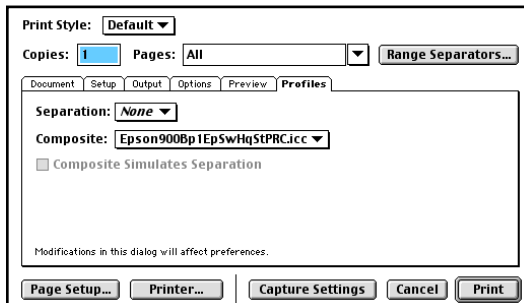 Print Style: Default
Copies: 1 Pages: All Range Separators...
Document Setup Output Options Preview Profiles
Separation: None
Composite: Epson900Bp1EpSwHqStPRC.icc
Composite Simulates Separation
Modifications in this dialog will affect preferences.
Page Setup... Printer... Capture Settings Cancel Print